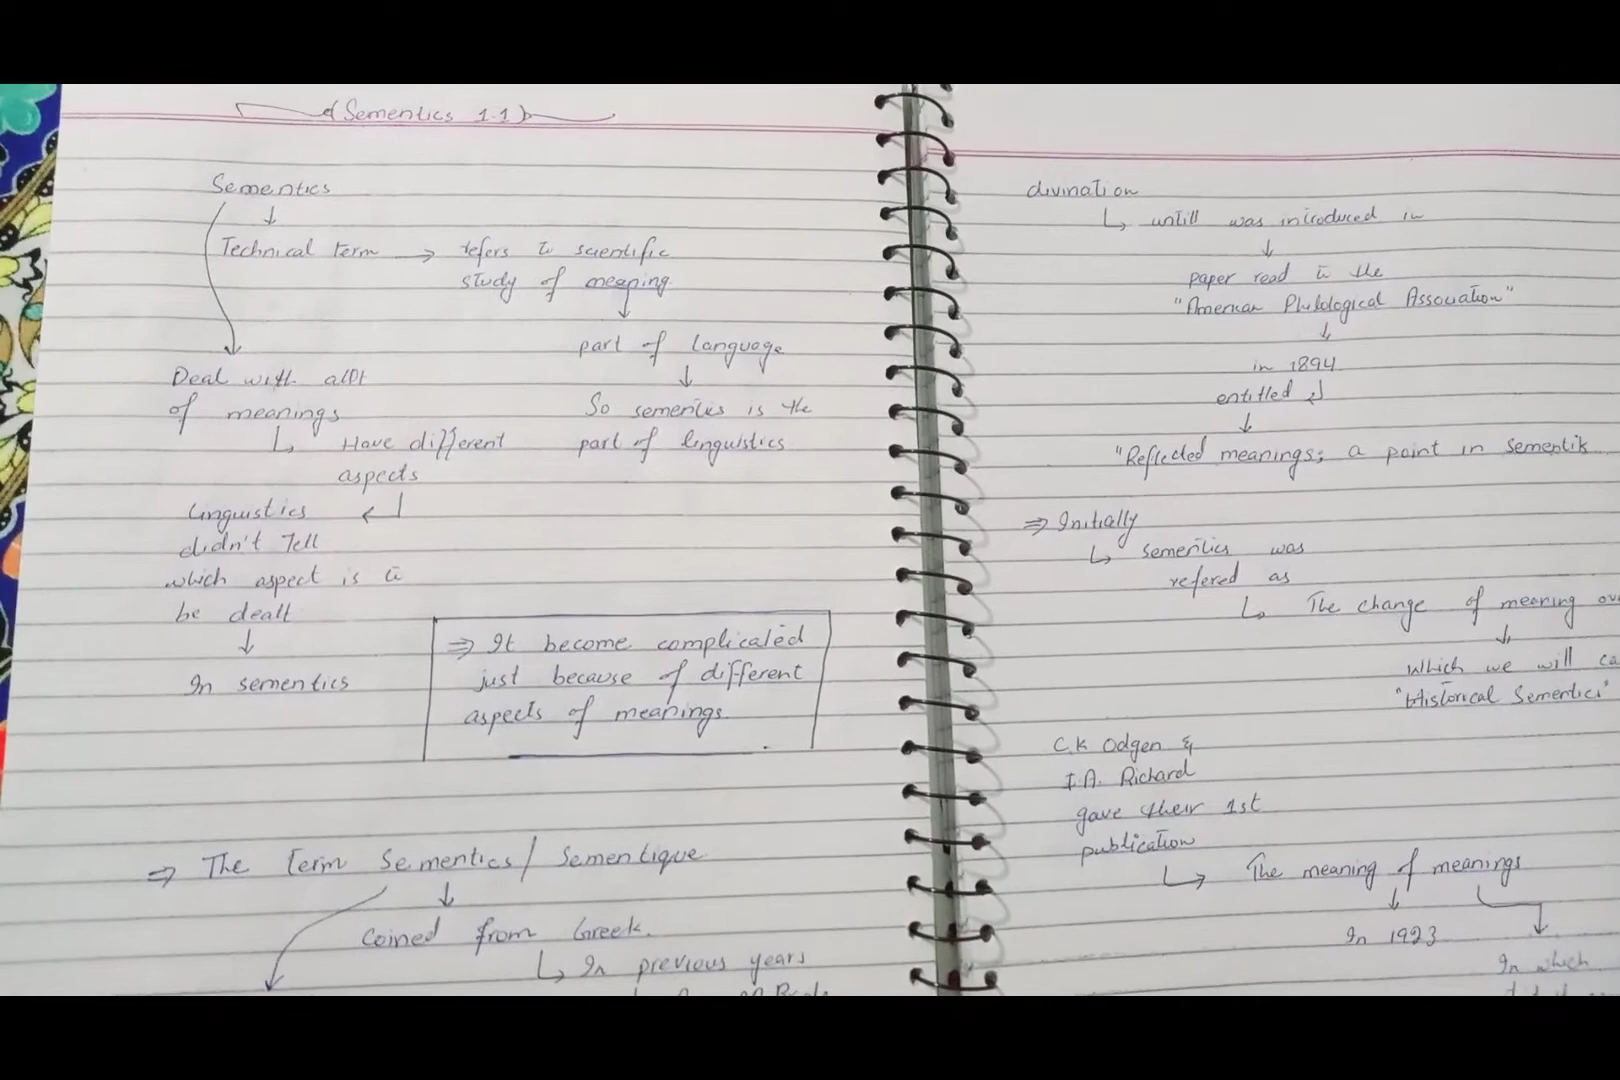 (Sementics 1.1)
Sementics
Technical term → refers to scientific
study of meaning
part of language
Deal with alot
of meanings
So sementics is the
part of linguistics
Have different
aspects
linguistics
didn't tell
which aspect is to
be dealt
In sementics
⇒ It become complicated
just because of different
aspects of meanings.
⇒ The term Sementics/ Sementique
Coined from Greek.
In previous years
divination
untill was introduced in
paper read to the
"American Philological Association"
in 1894
entitled
"Reflected meanings; a point in Sementik
⇒ Initially
sementics was
refered as
The change of meaning
which we will
"Historical Sementics"
C.K Odgen &
I.A. Richard
gave their 1st
publication
The meaning of meanings
In 1923
In which